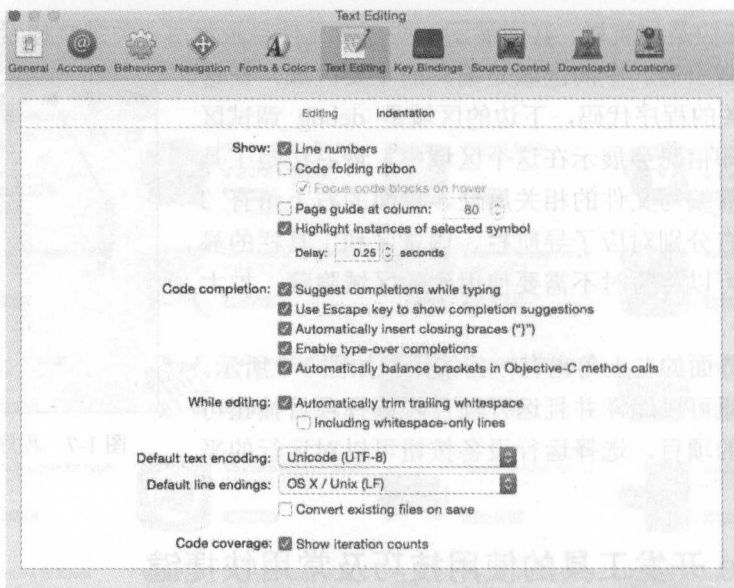 Text Editing
General Accounts Behaviors Navigation Fonts & Colors Text Editing Key Bindings Source Control Downloads Locations
Editing Indentation
Show: Line numbers
Code folding ribbon
Focus code blocks on hover
Page guide at column: 80
Highlight instances of selected symbol
Delay: 0.25 seconds
Code completion: Suggest completions while typing
Use Escape key to show completion suggestions
Automatically insert closing braces ("}")
Enable type-over completions
Automatically balance brackets in Objective-C method calls
While editing: Automatically trim trailing whitespace
Including whitespace-only lines
Default text encoding: Unicode (UTF-8)
Default line endings: OS X / Unix (LF)
Convert existing files on save
Code coverage: Show iteration counts